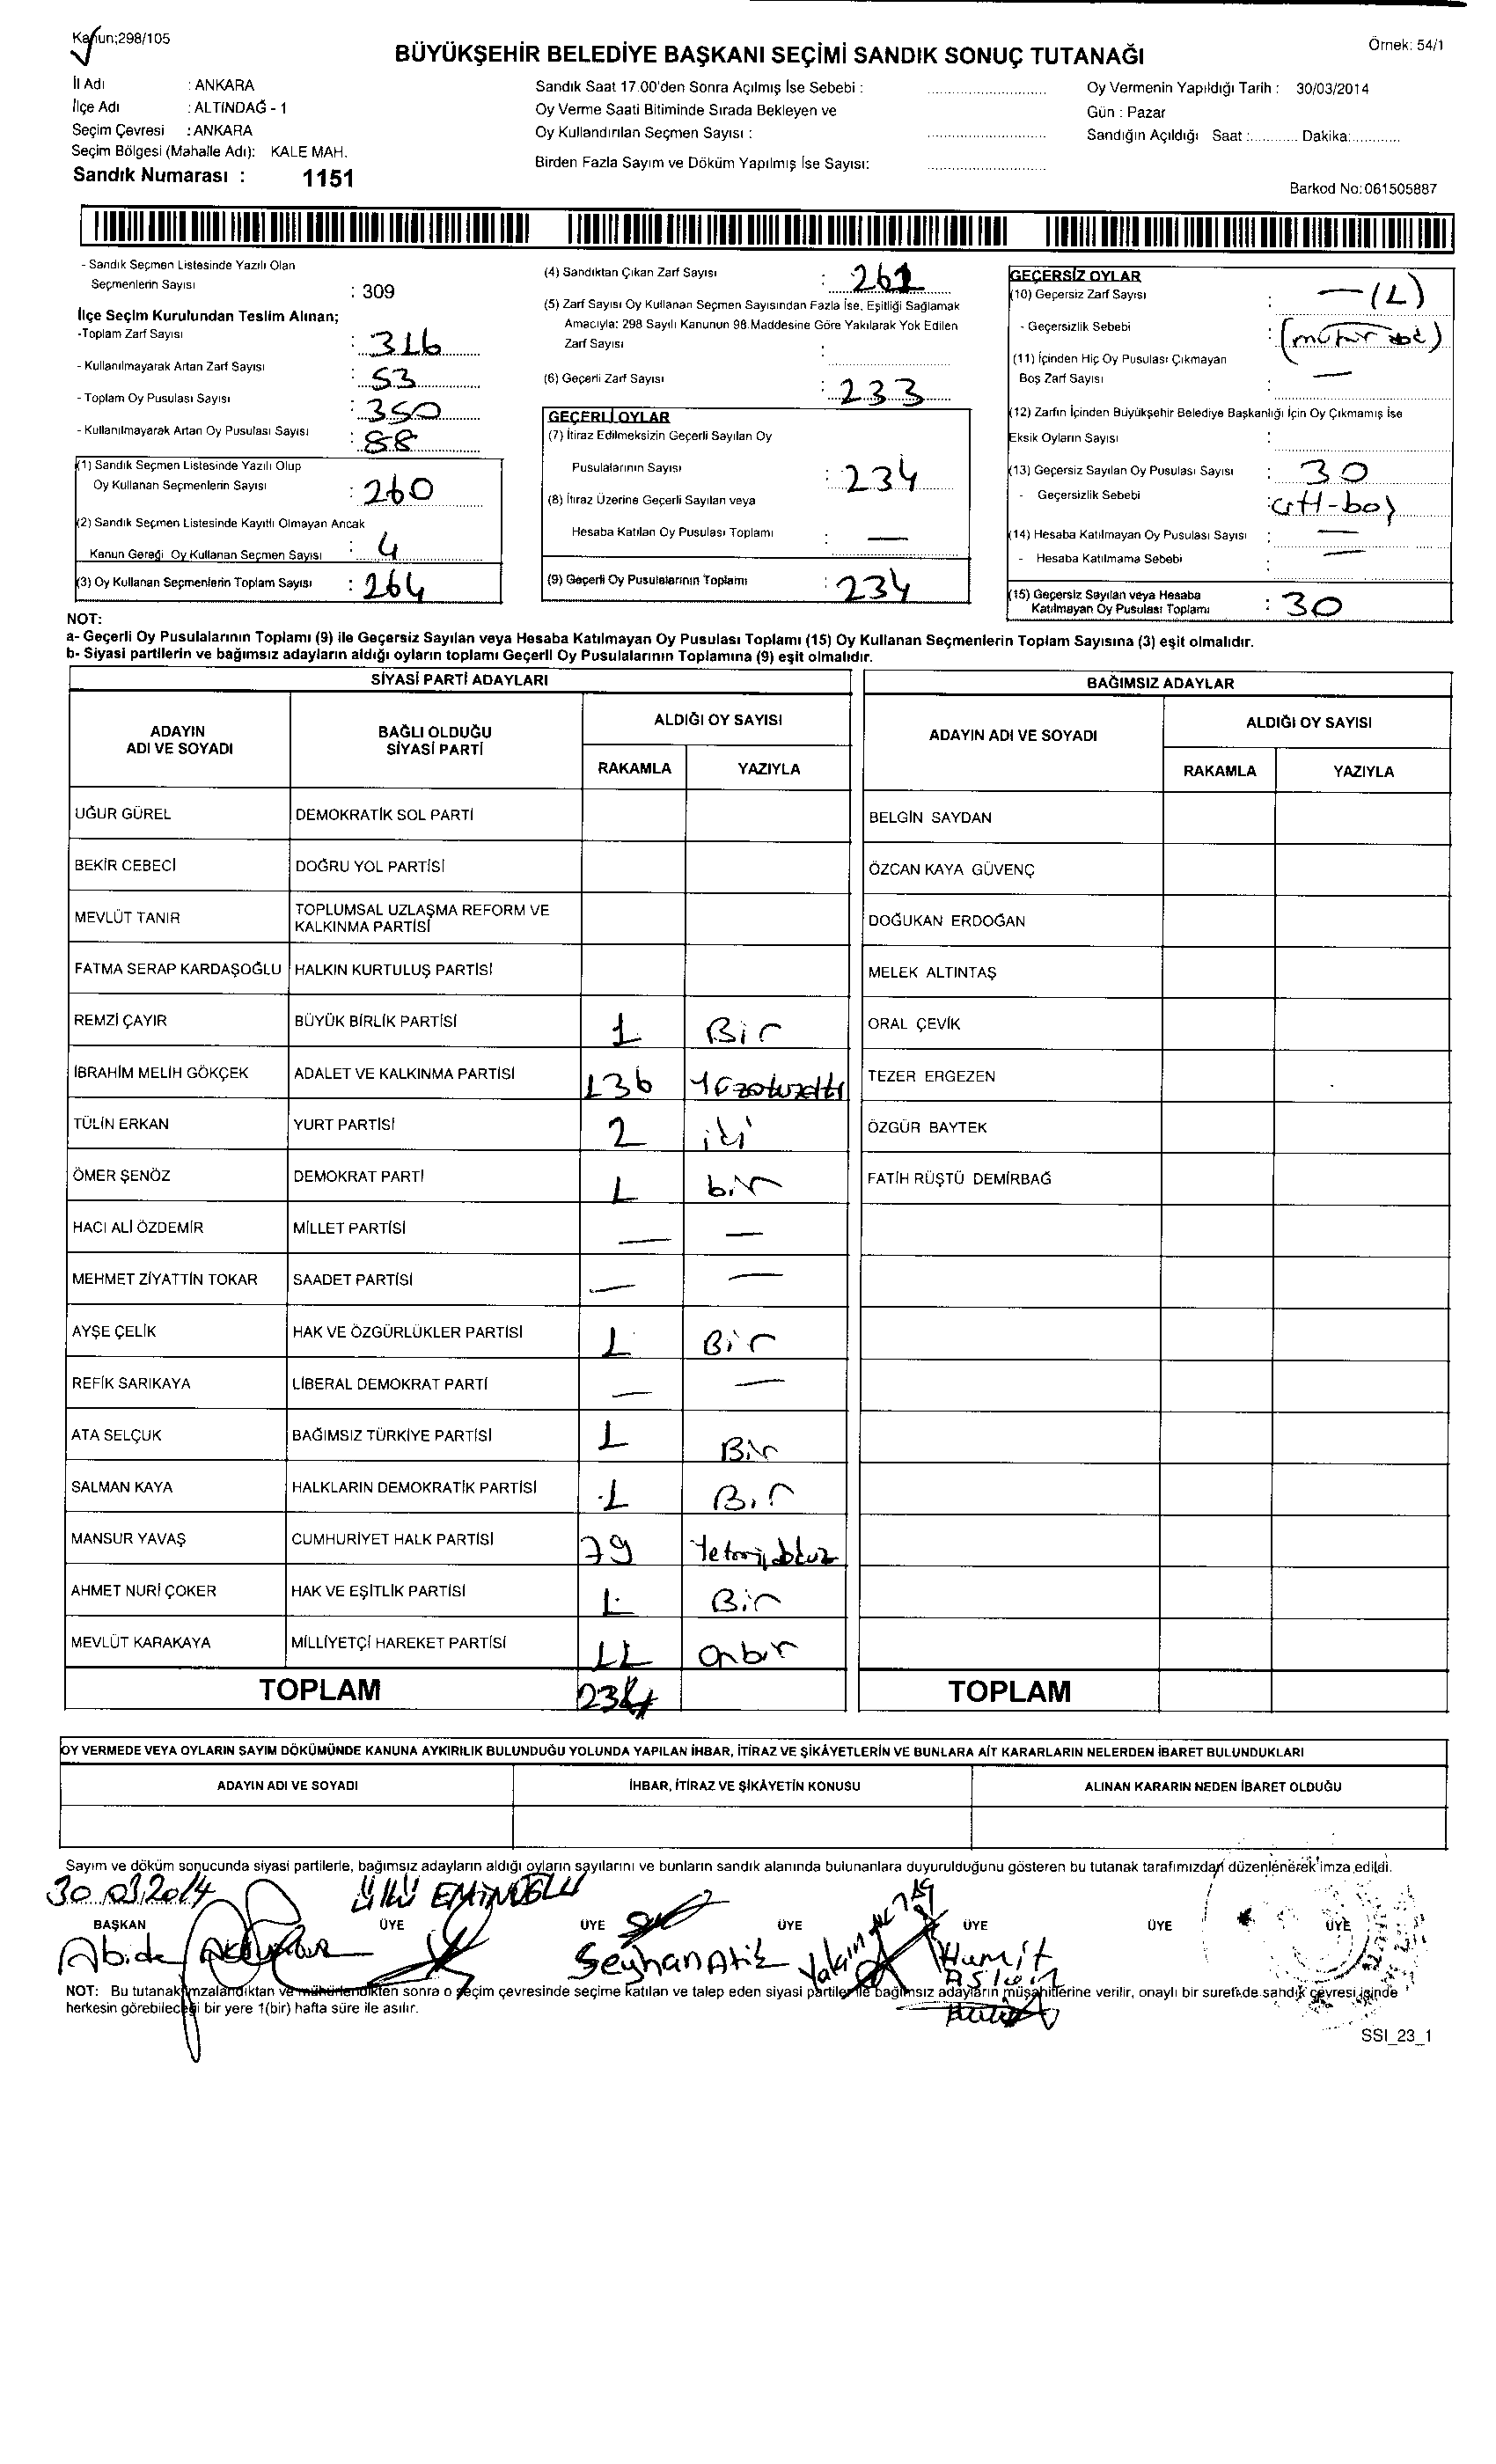 Kanun;298/105
Örnek: 54/1
BÜYÜKŞEHİR BELEDİYE BAŞKANI SEÇİMİ SANDIK SONUÇ TUTANAĞI
İl Adı : ANKARA
İlçe Adı : ALTINDAĞ - 1
Seçim Çevresi : ANKARA
Seçim Bölgesi (Mahalle Adı): KALE MAH.
Sandık Numarası : 1151
Sandık Saat 17.00'den Sonra Açılmış İse Sebebi :
Oy Verme Saati Bitiminde Sırada Bekleyen ve
Oy Kullandırılan Seçmen Sayısı :
Birden Fazla Sayım ve Döküm Yapılmış İse Sayısı:
Oy Vermenin Yapıldığı Tarih : 30/03/2014
Gün : Pazar
Sandığın Açıldığı Saat :............ Dakika:.............
Barkod No:061505887
- Sandık Seçmen Listesinde Yazılı Olan
Seçmenlerin Sayısı : 309
İlçe Seçim Kurulundan Teslim Alınan;
-Toplam Zarf Sayısı : 316
- Kullanılmayarak Artan Zarf Sayısı : 53
- Toplam Oy Pusulası Sayısı : 350
- Kullanılmayarak Artan Oy Pusulası Sayısı : 88
(1) Sandık Seçmen Listesinde Yazılı Olup
Oy Kullanan Seçmenlerin Sayısı : 260
(2) Sandık Seçmen Listesinde Kayıtlı Olmayan Ancak
Kanun Gereği Oy Kullanan Seçmen Sayısı : 4
(3) Oy Kullanan Seçmenlerin Toplam Sayısı : 264
(4) Sandıktan Çıkan Zarf Sayısı : 261
(5) Zarf Sayısı Oy Kullanan Seçmen Sayısından Fazla İse, Eşitliği Sağlamak
Amacıyla: 298 Sayılı Kanunun 98.Maddesine Göre Yakılarak Yok Edilen
Zarf Sayısı :
(6) Geçerli Zarf Sayısı : 233
GEÇERLİ OYLAR
(7) İtiraz Edilmeksizin Geçerli Sayılan Oy
Pusulalarının Sayısı : 234
(8) İtiraz Üzerine Geçerli Sayılan veya
Hesaba Katılan Oy Pusulası Toplamı : —
(9) Geçerli Oy Pusulalarının Toplamı : 234
GEÇERSİZ OYLAR
(10) Geçersiz Zarf Sayısı : — (1)
- Geçersizlik Sebebi :
(11) İçinden Hiç Oy Pusulası Çıkmayan
Boş Zarf Sayısı : —
(12) Zarfın İçinden Büyükşehir Belediye Başkanlığı İçin Oy Çıkmamış İse
Eksik Oyların Sayısı :
(13) Geçersiz Sayılan Oy Pusulası Sayısı : 30
- Geçersizlik Sebebi :
(14) Hesaba Katılmayan Oy Pusulası Sayısı : —
- Hesaba Katılmama Sebebi : —
(15) Geçersiz Sayılan veya Hesaba
Katılmayan Oy Pusulası Toplamı : 30
NOT:
a- Geçerli Oy Pusulalarının Toplamı (9) ile Geçersiz Sayılan veya Hesaba Katılmayan Oy Pusulası Toplamı (15) Oy Kullanan Seçmenlerin Toplam Sayısına (3) eşit olmalıdır.
b- Siyasi partilerin ve bağımsız adayların aldığı oyların toplamı Geçerli Oy Pusulalarının Toplamına (9) eşit olmalıdır.
SİYASİ PARTİ ADAYLARI
ADAYIN ADI VE SOYADI
BAĞLI OLDUĞU SİYASİ PARTİ
ALDIĞI OY SAYISI
RAKAMLA YAZIYLA
UĞUR GÜREL DEMOKRATİK SOL PARTİ
BEKİR CEBECİ DOĞRU YOL PARTİSİ
MEVLÜT TANIR TOPLUMSAL UZLAŞMA REFORM VE
KALKINMA PARTİSİ
FATMA SERAP KARDAŞOĞLU HALKIN KURTULUŞ PARTİSİ
REMZİ ÇAYIR BÜYÜK BİRLİK PARTİSİ 1 Bir
İBRAHİM MELİH GÖKÇEK ADALET VE KALKINMA PARTİSİ 136 Yüzotuzaltı
TÜLİN ERKAN YURT PARTİSİ 2 iki
ÖMER ŞENÖZ DEMOKRAT PARTİ 1 bir
HACI ALİ ÖZDEMİR MİLLET PARTİSİ — —
MEHMET ZİYATTİN TOKAR SAADET PARTİSİ — —
AYŞE ÇELİK HAK VE ÖZGÜRLÜKLER PARTİSİ 1 Bir
REFİK SARIKAYA LİBERAL DEMOKRAT PARTİ — —
ATA SELÇUK BAĞIMSIZ TÜRKİYE PARTİSİ 1 Bir
SALMAN KAYA HALKLARIN DEMOKRATİK PARTİSİ 1 Bir
MANSUR YAVAŞ CUMHURİYET HALK PARTİSİ 79 Yetmişdokuz
AHMET NURİ ÇOKER HAK VE EŞİTLİK PARTİSİ 1 Bir
MEVLÜT KARAKAYA MİLLİYETÇİ HAREKET PARTİSİ 11 Onbir
TOPLAM 234
BAĞIMSIZ ADAYLAR
ADAYIN ADI VE SOYADI
ALDIĞI OY SAYISI
RAKAMLA YAZIYLA
BELGİN SAYDAN
ÖZCAN KAYA GÜVENÇ
DOĞUKAN ERDOĞAN
MELEK ALTINTAŞ
ORAL ÇEVİK
TEZER ERGEZEN
ÖZGÜR BAYTEK
FATİH RÜŞTÜ DEMİRBAĞ
TOPLAM
OY VERMEDE VEYA OYLARIN SAYIM DÖKÜMÜNDE KANUNA AYKIRILIK BULUNDUĞU YOLUNDA YAPILAN İHBAR, İTİRAZ VE ŞİKÂYETLERİN VE BUNLARA AİT KARARLARIN NELERDEN İBARET BULUNDUKLARI
ADAYIN ADI VE SOYADI İHBAR, İTİRAZ VE ŞİKÂYETİN KONUSU ALINAN KARARIN NEDEN İBARET OLDUĞU
Sayım ve döküm sonucunda siyasi partilerle, bağımsız adayların aldığı oyların sayılarını ve bunların sandık alanında bulunanlara duyurulduğunu gösteren bu tutanak tarafımızdan düzenlenerek imza edildi.
30.03.2014 EMİNOĞLU
BAŞKAN ÜYE ÜYE ÜYE ÜYE ÜYE ÜYE
Abide Seyhan Atik Yalçın Hümit
Aslan
NOT: Bu tutanak imzalandıktan ve mühürlendikten sonra o seçim çevresinde seçime katılan ve talep eden siyasi partiler ile bağımsız adayların müşahitlerine verilir, onaylı bir sureti de sandık çevresi içinde
herkesin görebileceği bir yere 1(bir) hafta süre ile asılır.
SSI_23_1